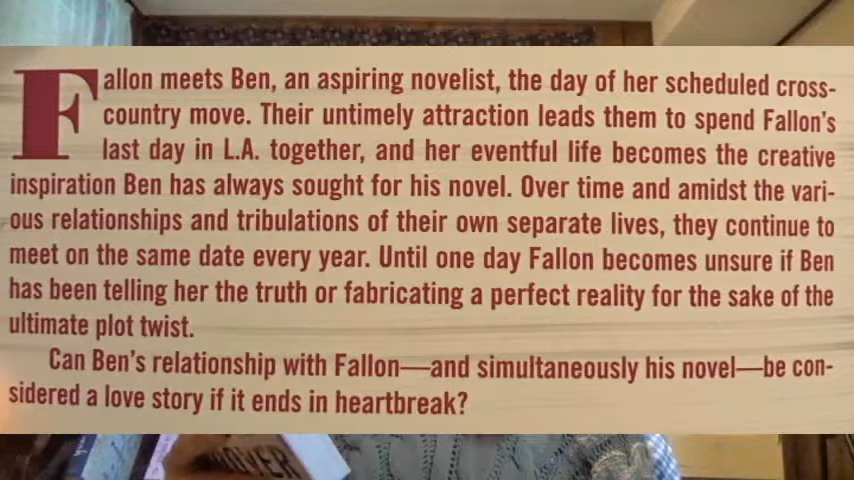 Fallon meets Ben, an aspiring novelist, the day of her scheduled cross-
country move. Their untimely attraction leads them to spend Fallon's
last day in L.A. together, and her eventful life becomes the creative
inspiration Ben has always sought for his novel. Over time and amidst the vari-
ous relationships and tribulations of their own separate lives, they continue to
meet on the same date every year. Until one day Fallon becomes unsure if Ben
has been telling her the truth or fabricating a perfect reality for the sake of the
ultimate plot twist.
Can Ben's relationship with Fallon—and simultaneously his novel—be con-
sidered a love story if it ends in heartbreak?